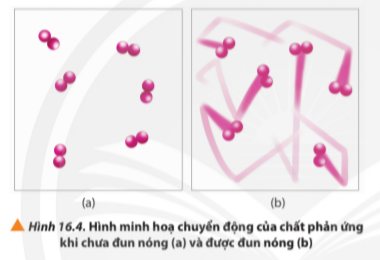 (a)
(b)
Hình 16.4. Hình minh hoạ chuyển động của chất phản ứng
khi chưa đun nóng (a) và được đun nóng (b)